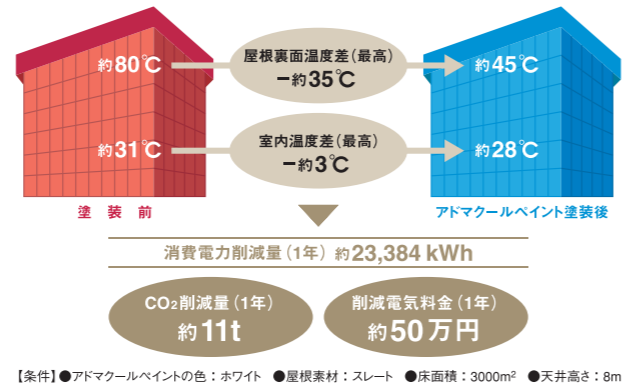 屋根裏面温度差(最高)
約80℃
約45℃
−約35℃
室内温度差(最高)
約31℃
約28℃
−約3℃
塗装前
アドマクールペイント塗装後
消費電力削減量(1年) 約23,384 kWh
CO₂削減量(1年)
約11t
削減電気料金(1年)
約50万円
【条件】●アドマクールペイントの色:ホワイト ●屋根素材:スレート ●床面積:3000m² ●天井高さ:8m